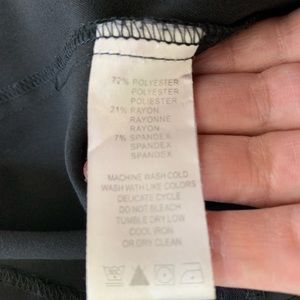 72% POLYESTER
POLYESTER
POLIESTER
21% RAYON
RAYONNE
RAYON
7% SPANDEX
SPANDEX
SPANDEX
MACHINE WASH COLD
WASH WITH LIKE COLORS
DELICATE CYCLE
DO NOT BLEACH
TUMBLE DRY LOW
COOL IRON
OR DRY CLEAN